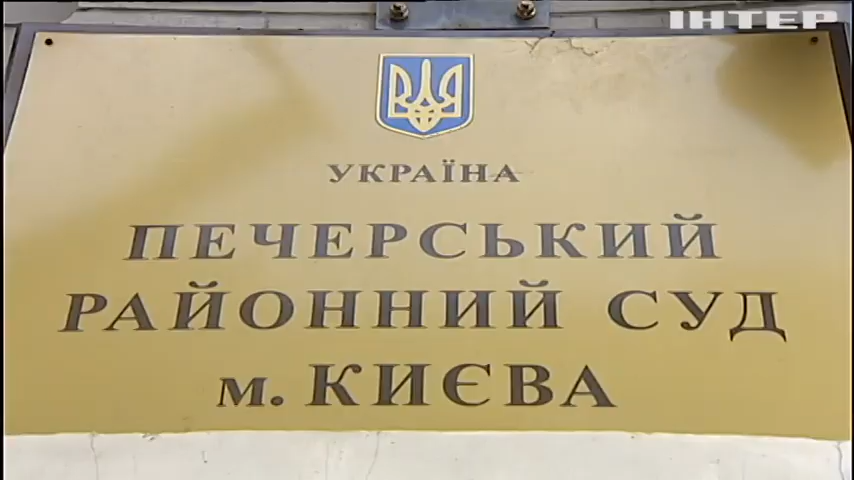 ІНТЕР
УКРАЇНА
ПЕЧЕРСЬКИЙ
РАЙОННИЙ СУД
м. КИЄВА